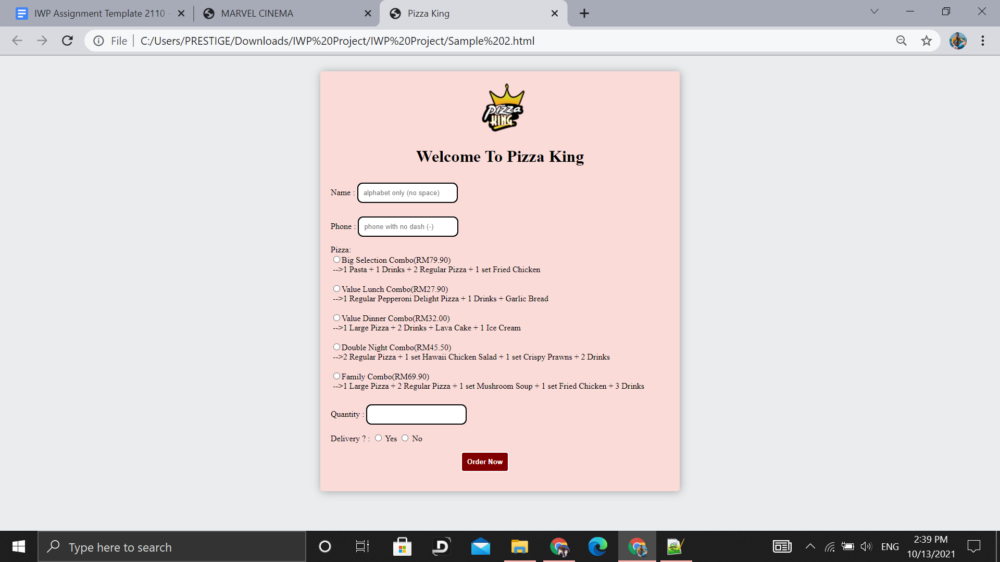 IWP Assignment Template 2110 -
MARVEL CINEMA
Pizza King
File
C:/Users/PRESTIGE/Downloads/IWP%20Project/IWP%20Project/Sample%202.html
Pizza
KING
Welcome To Pizza King
Name : alphabet only (no space)
Phone : phone with no dash (-)
Pizza:
Big Selection Combo(RM79.90)
-->1 Pasta + 1 Drinks + 2 Regular Pizza + 1 set Fried Chicken
Value Lunch Combo(RM27.90)
-->1 Regular Pepperoni Delight Pizza + 1 Drinks + Garlic Bread
Value Dinner Combo(RM32.00)
-->1 Large Pizza + 2 Drinks + Lava Cake + 1 Ice Cream
Double Night Combo(RM45.50)
-->2 Regular Pizza + 1 set Hawaii Chicken Salad + 1 set Crispy Prawns + 2 Drinks
Family Combo(RM69.90)
-->1 Large Pizza + 2 Regular Pizza + 1 set Mushroom Soup + 1 set Fried Chicken + 3 Drinks
Quantity :
Delivery ? : Yes No
Order Now
Type here to search
ENG
2:39 PM
10/13/2021